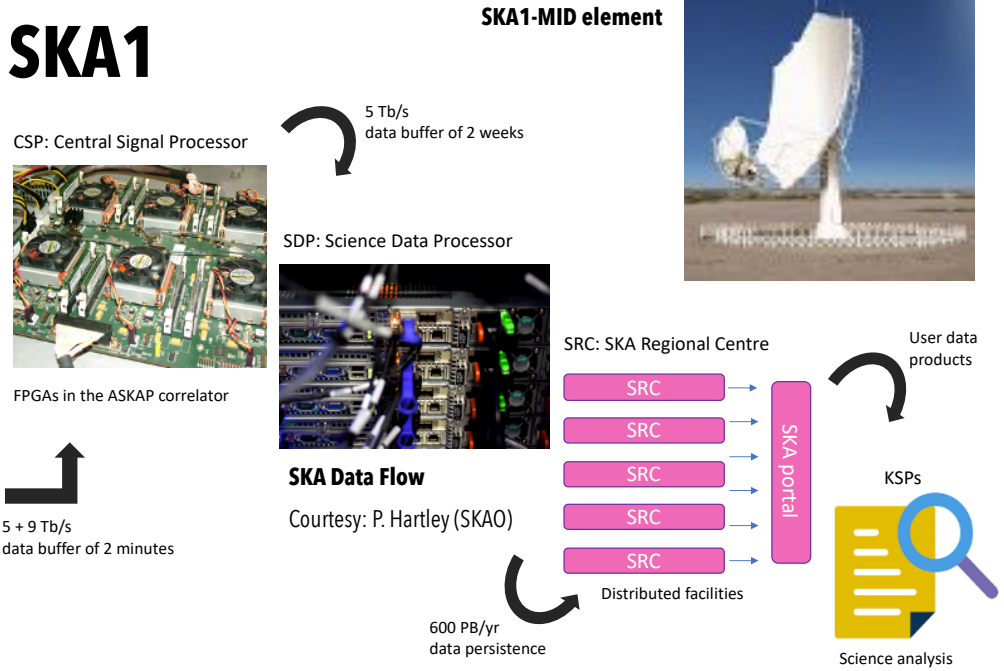 SKA1
SKA1-MID element
5 Tb/s
data buffer of 2 weeks
CSP: Central Signal Processor
SDP: Science Data Processor
FPGAs in the ASKAP correlator
5 + 9 Tb/s
data buffer of 2 minutes
SKA Data Flow
Courtesy: P. Hartley (SKAO)
SRC: SKA Regional Centre
SRC
SRC
SRC
SRC
SRC
SKA portal
Distributed facilities
600 PB/yr
data persistence
User data
products
KSPs
Science analysis